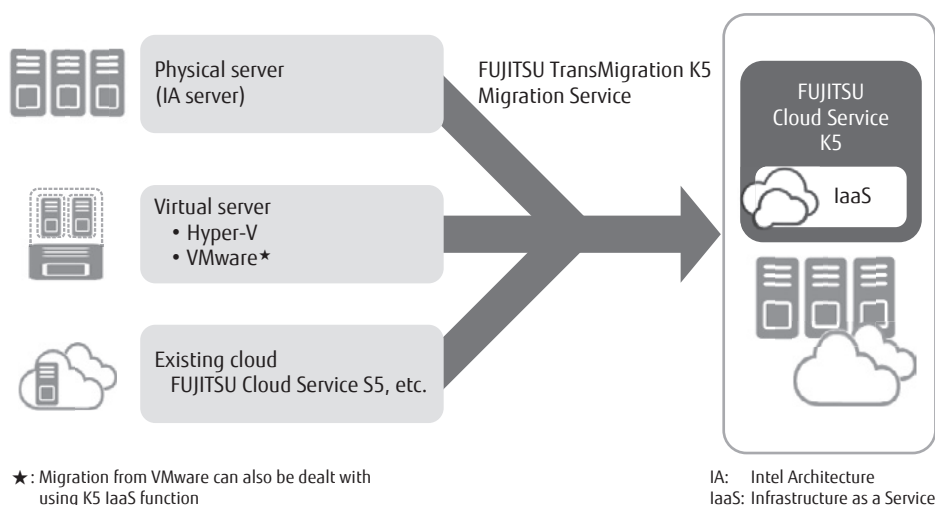 Physical server
(IA server)
FUJITSU TransMigration K5
Migration Service
FUJITSU
Cloud Service
K5
IaaS
Virtual server
• Hyper-V
• VMware★
Existing cloud
FUJITSU Cloud Service S5, etc.
★: Migration from VMware can also be dealt with
using K5 IaaS function
IA: Intel Architecture
IaaS: Infrastructure as a Service